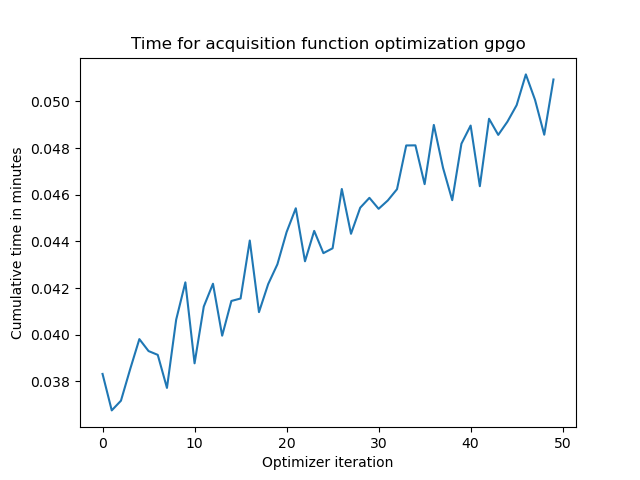 Time for acquisition function optimization gpgo
0.050
0.048
0.046
0.044
0.042
0.040
0.038
Cumulative time in minutes
0 10 20 30 40 50
Optimizer iteration